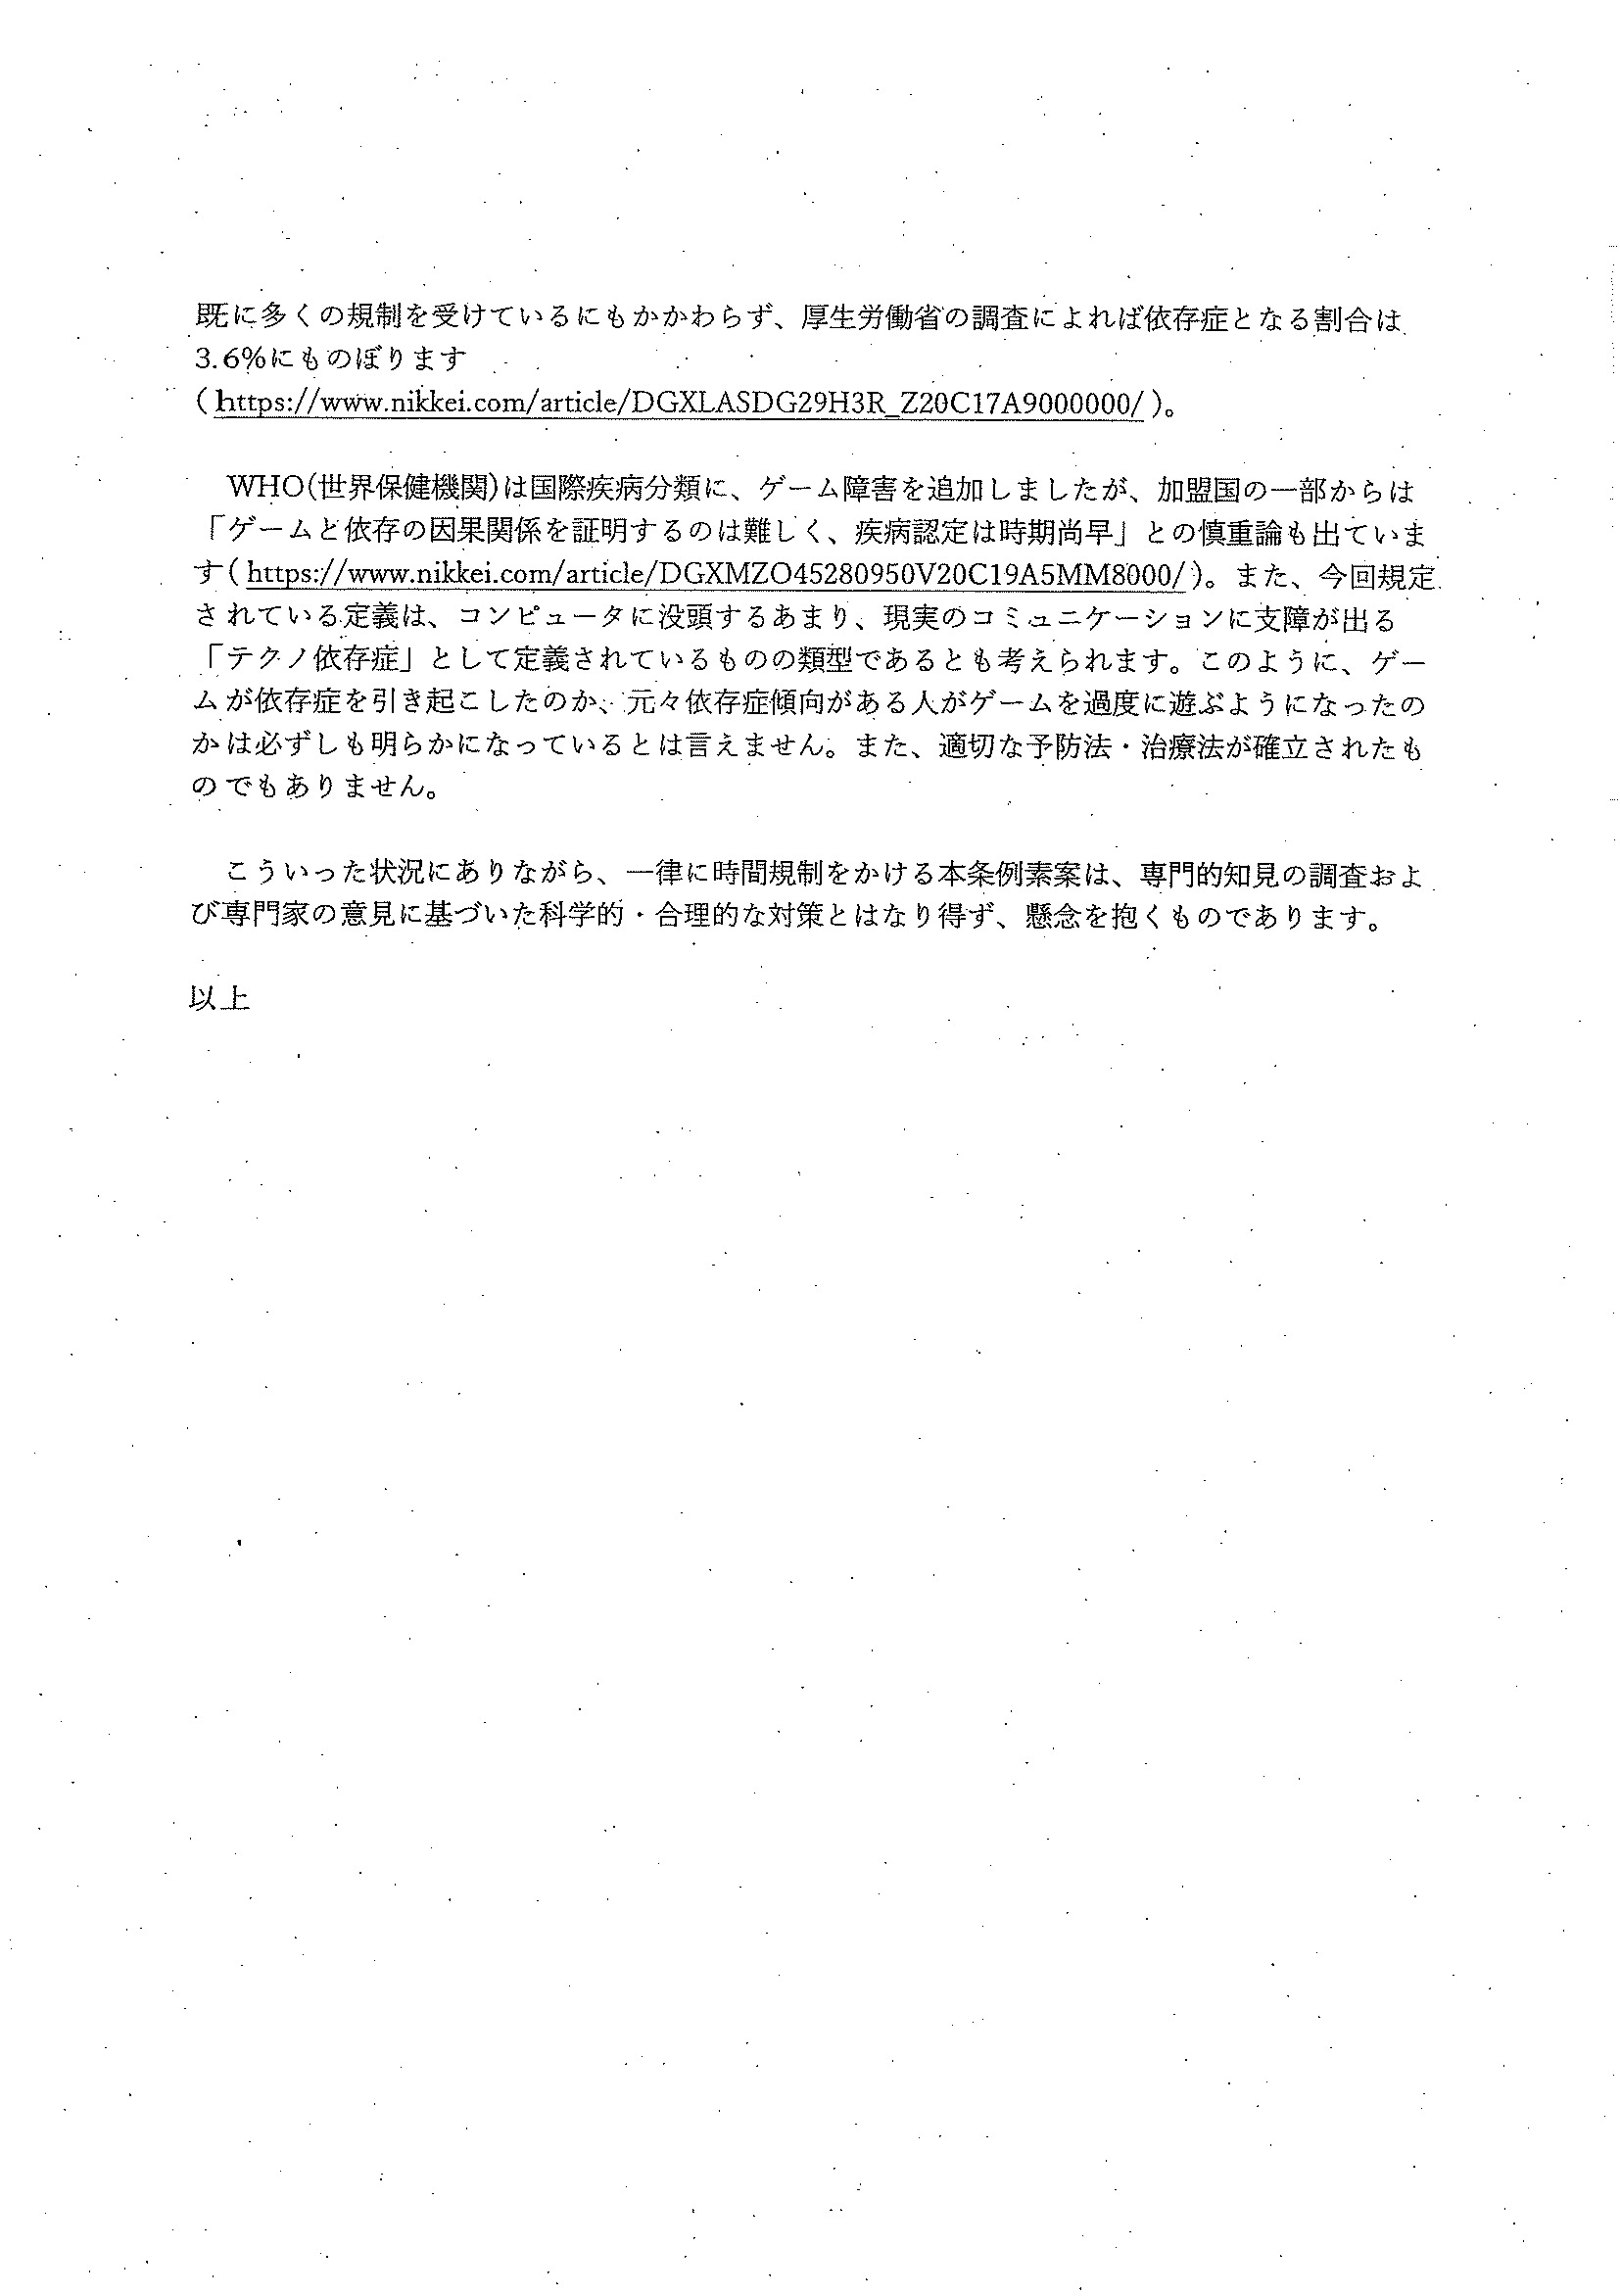 既に多くの規制を受けているにもかかわらず、厚生労働省の調査によれば依存症となる割合は
3.6%にものぼります
（https://www.nikkei.com/article/DGXLASDG29H3R_Z20C17A9000000/）。
WHO(世界保健機関)は国際疾病分類に、ゲーム障害を追加しましたが、加盟国の一部からは
「ゲームと依存の因果関係を証明するのは難しく、疾病認定は時期尚早」との慎重論も出ていま
す（https://www.nikkei.com/article/DGXMZO45280950V20C19A5MM8000/）。また、今回規定
されている定義は、コンピュータに没頭するあまり、現実のコミュニケーションに支障が出る
「テクノ依存症」として定義されているものの類型であるとも考えられます。このように、ゲー
ムが依存症を引き起こしたのか、元々依存症傾向がある人がゲームを過度に遊ぶようになったの
かは必ずしも明らかになっているとは言えません。また、適切な予防法・治療法が確立されたも
のでもありません。
こういった状況にありながら、一律に時間規制をかける本条例素案は、専門的知見の調査およ
び専門家の意見に基づいた科学的・合理的な対策とはなり得ず、懸念を抱くものであります。
以上